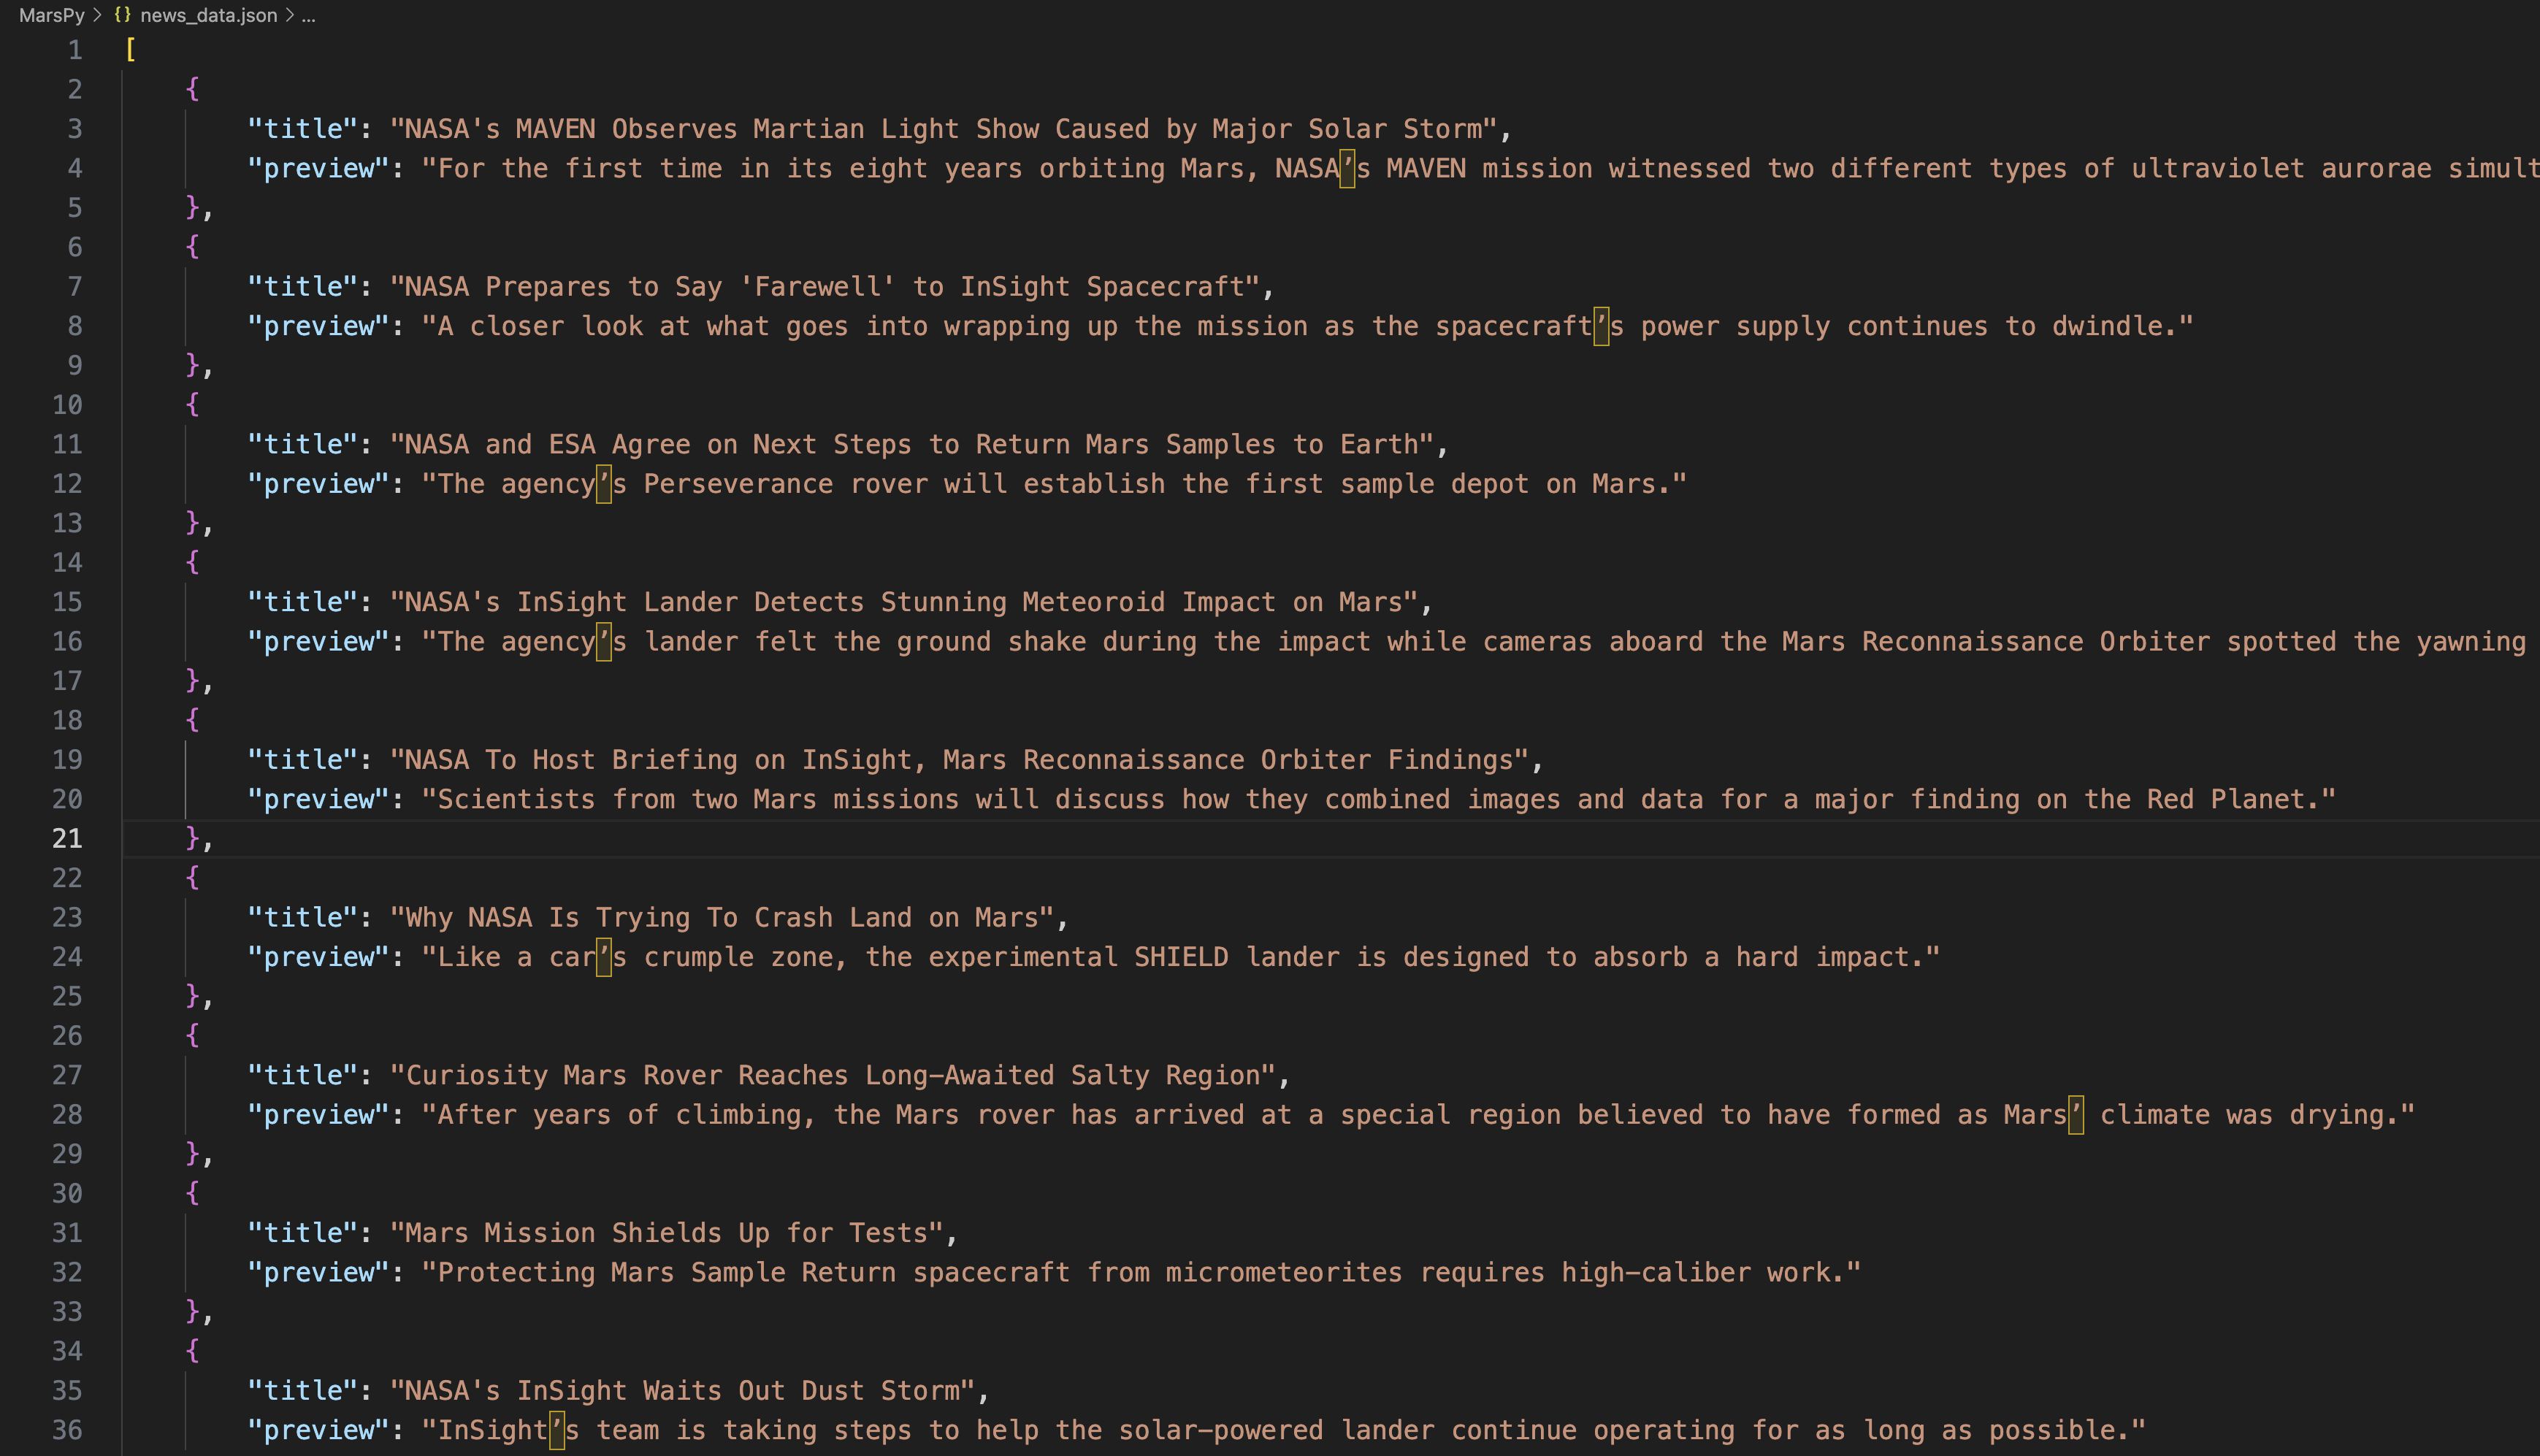 MarsPy > {} news_data.json > ...
1 [
2 {
3 "title": "NASA's MAVEN Observes Martian Light Show Caused by Major Solar Storm",
4 "preview": "For the first time in its eight years orbiting Mars, NASA’s MAVEN mission witnessed two different types of ultraviolet aurorae simult
5 },
6 {
7 "title": "NASA Prepares to Say 'Farewell' to InSight Spacecraft",
8 "preview": "A closer look at what goes into wrapping up the mission as the spacecraft’s power supply continues to dwindle."
9 },
10 {
11 "title": "NASA and ESA Agree on Next Steps to Return Mars Samples to Earth",
12 "preview": "The agency’s Perseverance rover will establish the first sample depot on Mars."
13 },
14 {
15 "title": "NASA's InSight Lander Detects Stunning Meteoroid Impact on Mars",
16 "preview": "The agency’s lander felt the ground shake during the impact while cameras aboard the Mars Reconnaissance Orbiter spotted the yawning
17 },
18 {
19 "title": "NASA To Host Briefing on InSight, Mars Reconnaissance Orbiter Findings",
20 "preview": "Scientists from two Mars missions will discuss how they combined images and data for a major finding on the Red Planet."
21 },
22 {
23 "title": "Why NASA Is Trying To Crash Land on Mars",
24 "preview": "Like a car’s crumple zone, the experimental SHIELD lander is designed to absorb a hard impact."
25 },
26 {
27 "title": "Curiosity Mars Rover Reaches Long-Awaited Salty Region",
28 "preview": "After years of climbing, the Mars rover has arrived at a special region believed to have formed as Mars’ climate was drying."
29 },
30 {
31 "title": "Mars Mission Shields Up for Tests",
32 "preview": "Protecting Mars Sample Return spacecraft from micrometeorites requires high-caliber work."
33 },
34 {
35 "title": "NASA's InSight Waits Out Dust Storm",
36 "preview": "InSight’s team is taking steps to help the solar-powered lander continue operating for as long as possible."